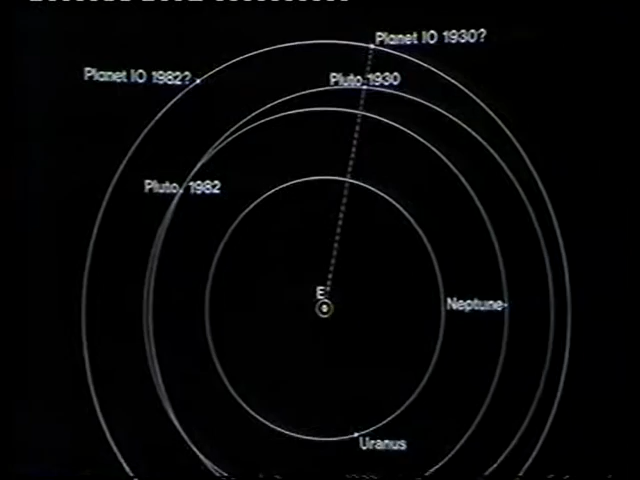 Planet IO 1930?
Planet IO 1982?
Pluto 1930
Pluto 1982
E
Neptune
Uranus